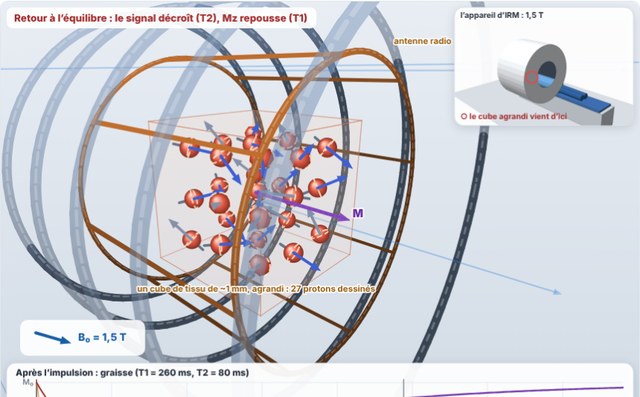 Retour à l'équilibre : le signal décroît (T2), Mz repousse (T1)
antenne radio
l'appareil d'IRM : 1,5 T
le cube agrandi vient d'ici
M
un cube de tissu de ~1 mm, agrandi : 27 protons dessinés
B₀ = 1,5 T
Après l'impulsion : graisse (T1 = 260 ms, T2 = 80 ms)
M₀